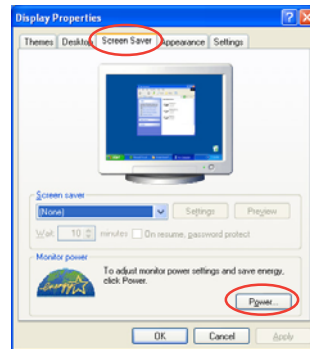 Display Properties
Themes Desktop Screen Saver Appearance Settings
Screen saver
(None) Settings Preview
Wait: 10 minutes On resume, password protect
Monitor power
To adjust monitor power settings and save energy,
click Power.
Power...
OK Cancel Apply